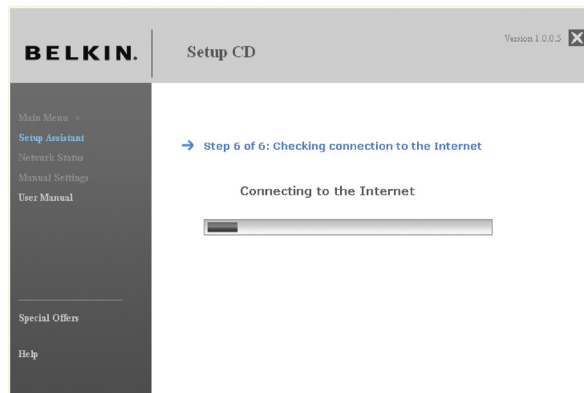 BELKIN.
Setup CD
Version 1.0.0.5
Main Menu >
Setup Assistant
Network Status
Manual Settings
User Manual
Special Offers
Help
Step 6 of 6: Checking connection to the Internet
Connecting to the Internet